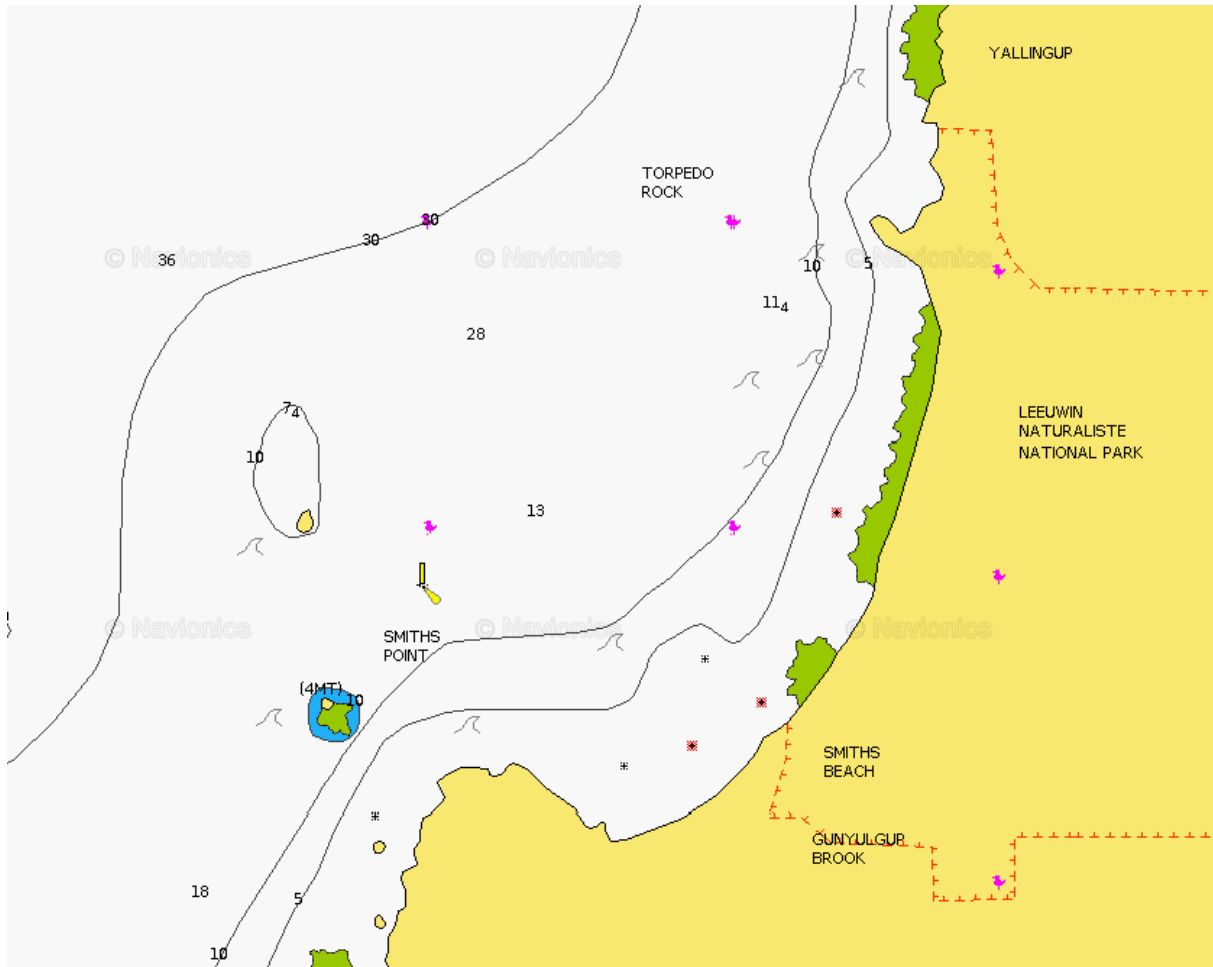 YALLINGUP
TORPEDO
ROCK
30
30
© Navionics
36
© Navionics
© Navionics
10
5
11₄
28
7₄
LEEUWIN
NATURALISTE
NATIONAL PARK
10
13
© Navionics
© Navionics
© Navionics
SMITHS
POINT
(4MT)
10
SMITHS
BEACH
GUNYULGUP
BROOK
18
5
10